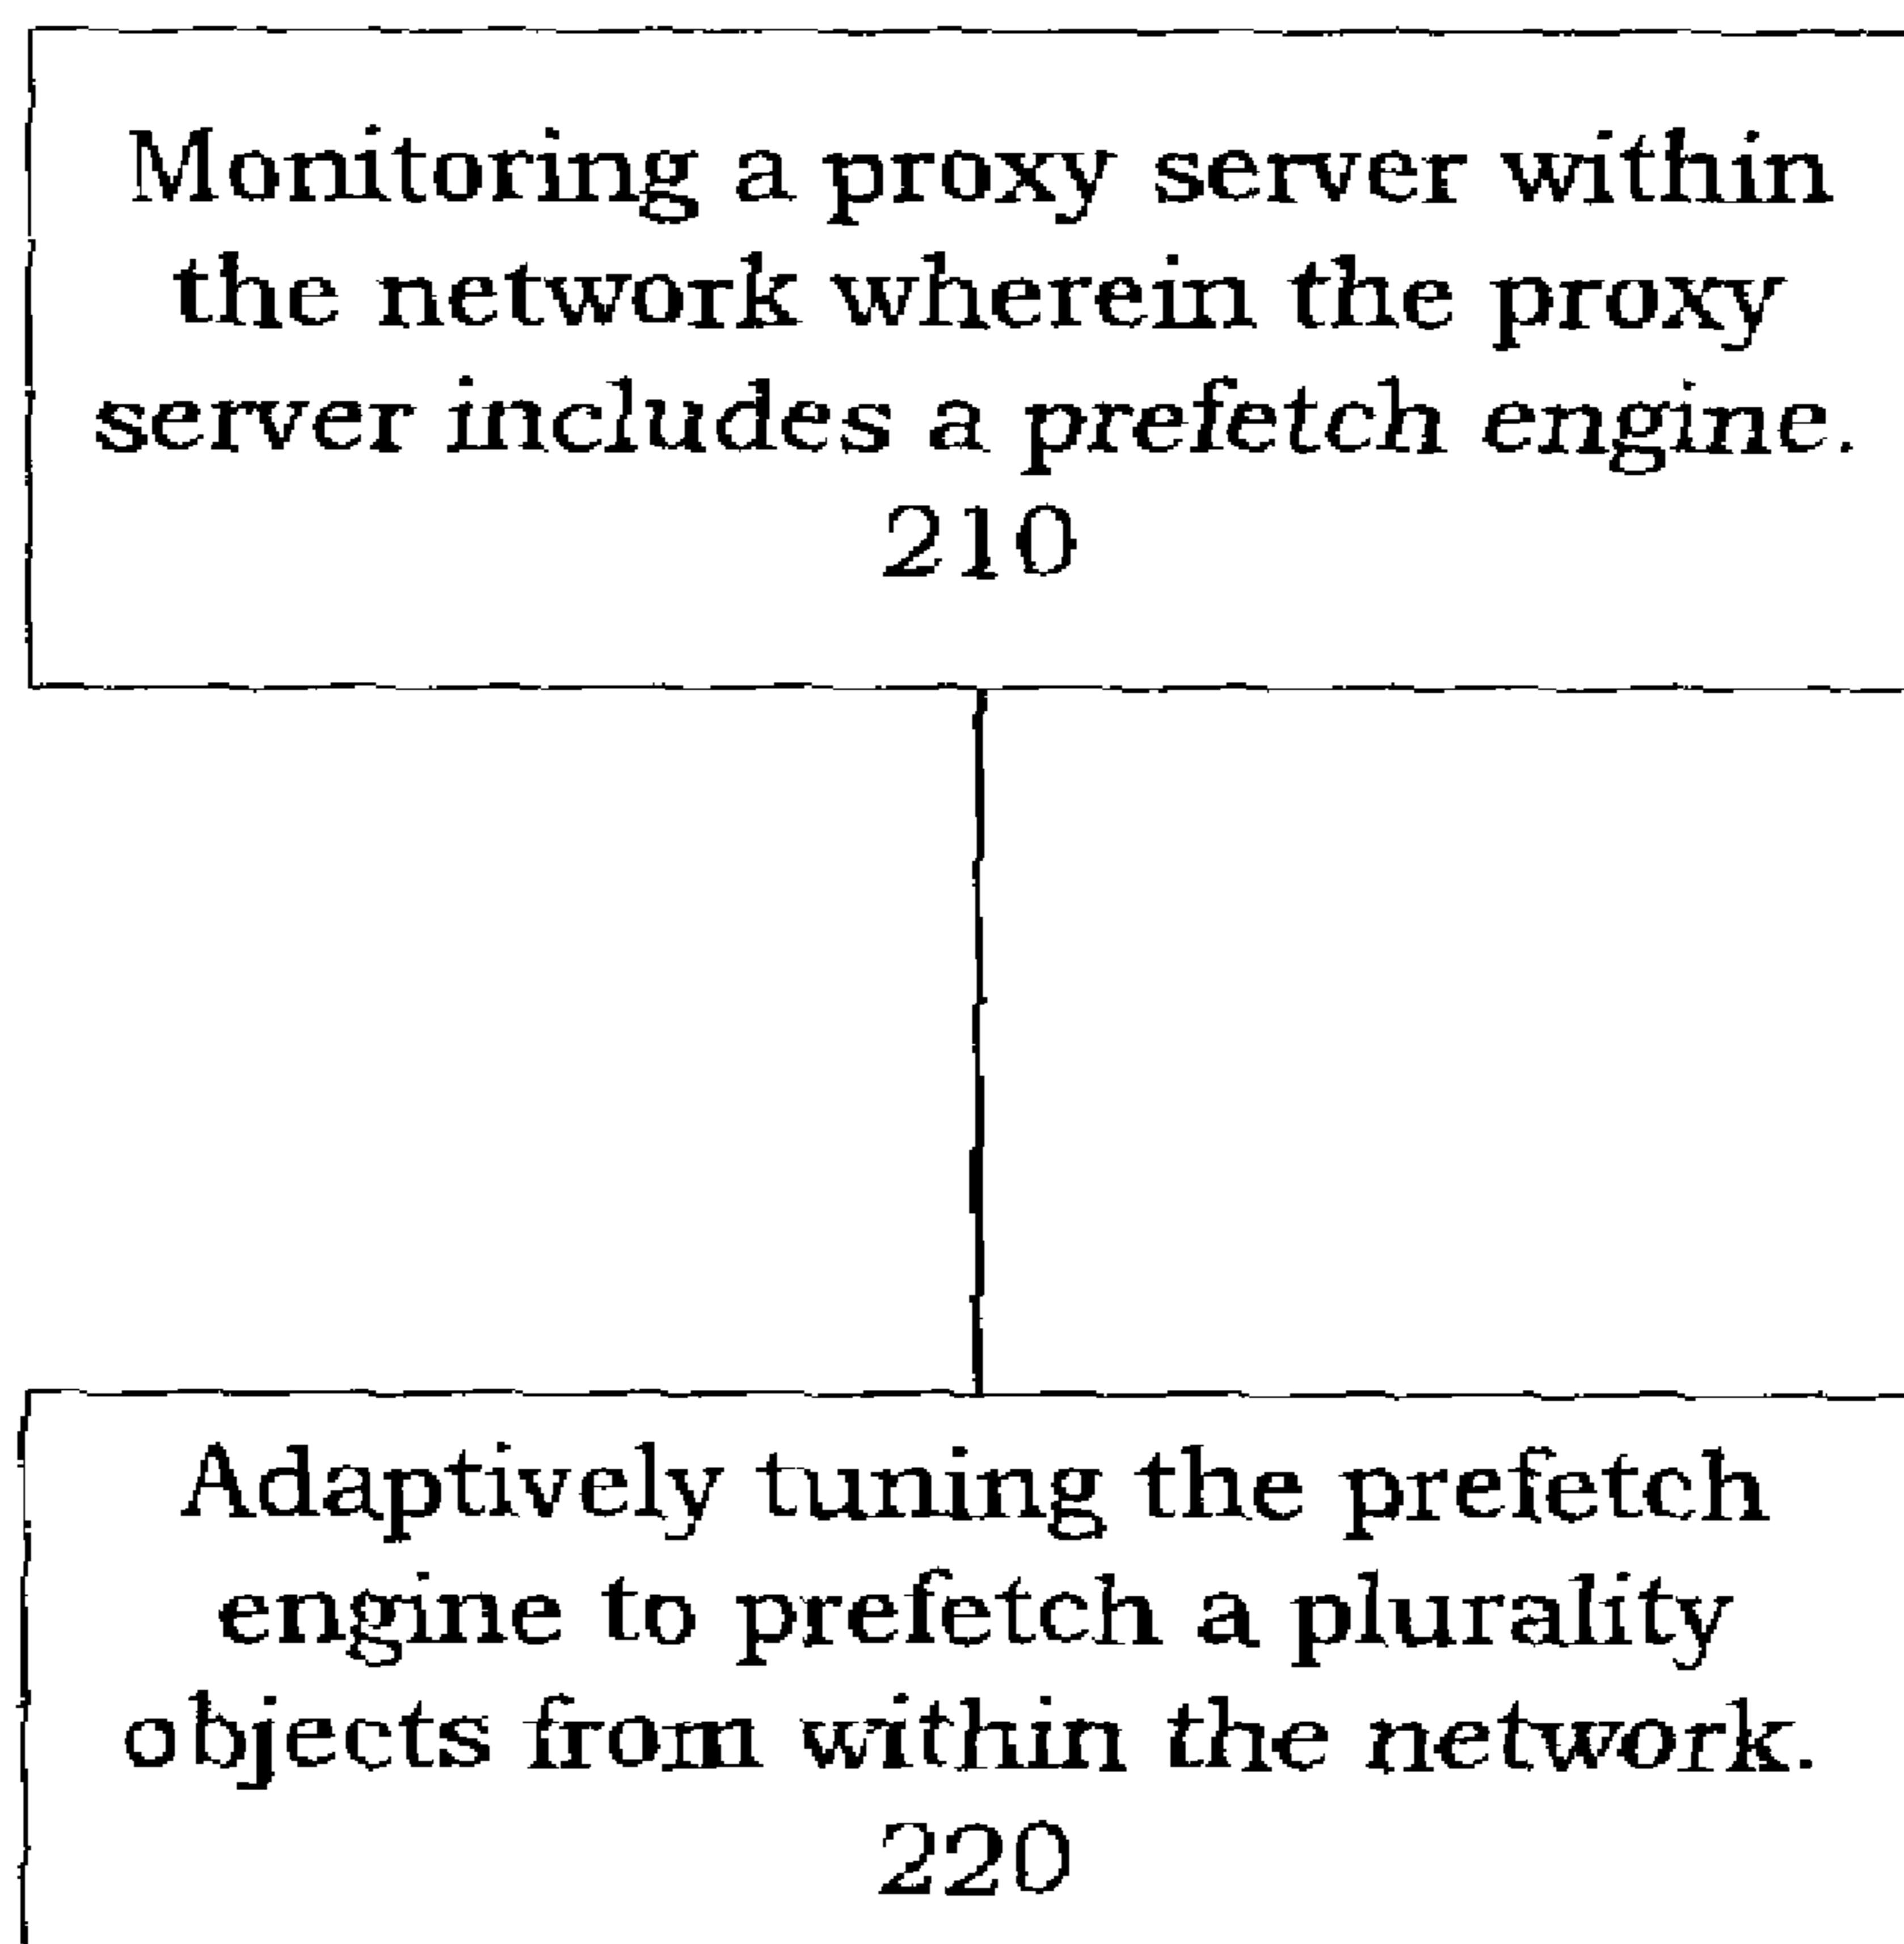 Monitoring a proxy server within
the network wherein the proxy
server includes a prefetch engine.
210
Adaptively tuning the prefetch
engine to prefetch a plurality
objects from within the network.
220